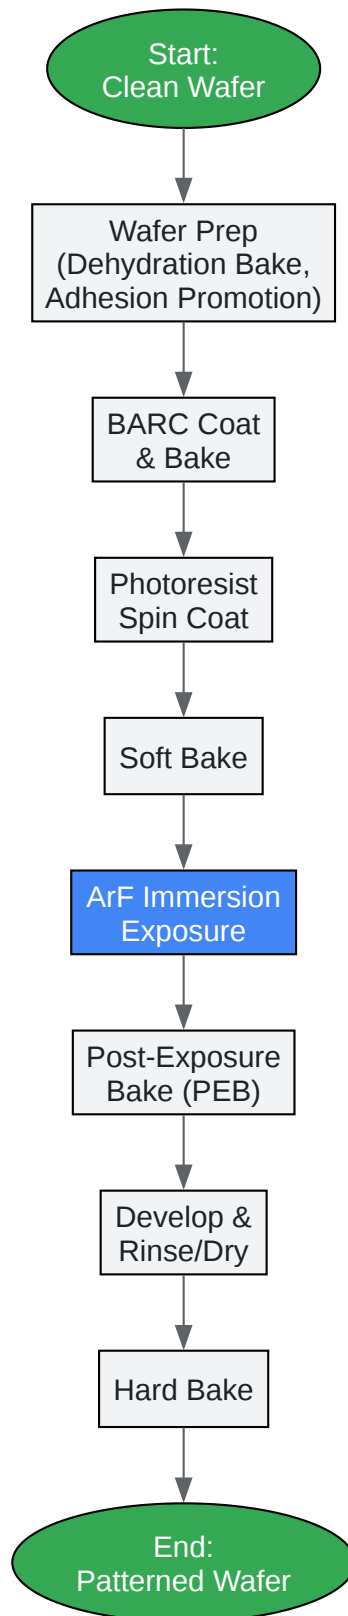 Start:
Clean Wafer
Wafer Prep
(Dehydration Bake,
Adhesion Promotion)
BARC Coat
& Bake
Photoresist
Spin Coat
Soft Bake
ArF Immersion
Exposure
Post-Exposure
Bake (PEB)
Develop &
Rinse/Dry
Hard Bake
End:
Patterned Wafer